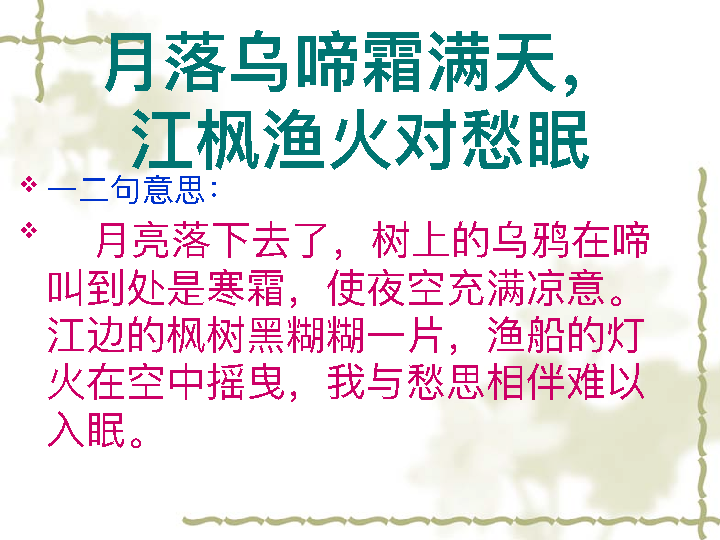 月落乌啼霜满天，
江枫渔火对愁眠
一二句意思：
月亮落下去了，树上的乌鸦在啼
叫到处是寒霜，使夜空充满凉意。
江边的枫树黑糊糊一片，渔船的灯
火在空中摇曳，我与愁思相伴难以
入眠。